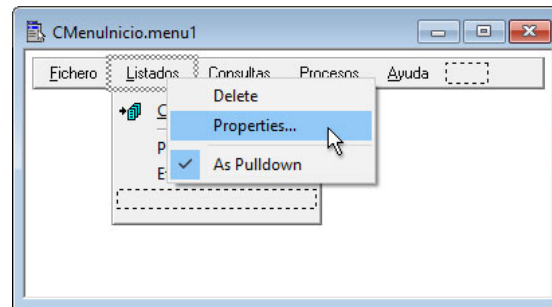 CMenuInicio.menu1
Fichero Listados Consultas Procesos Ayuda
Delete
Properties...
As Pulldown